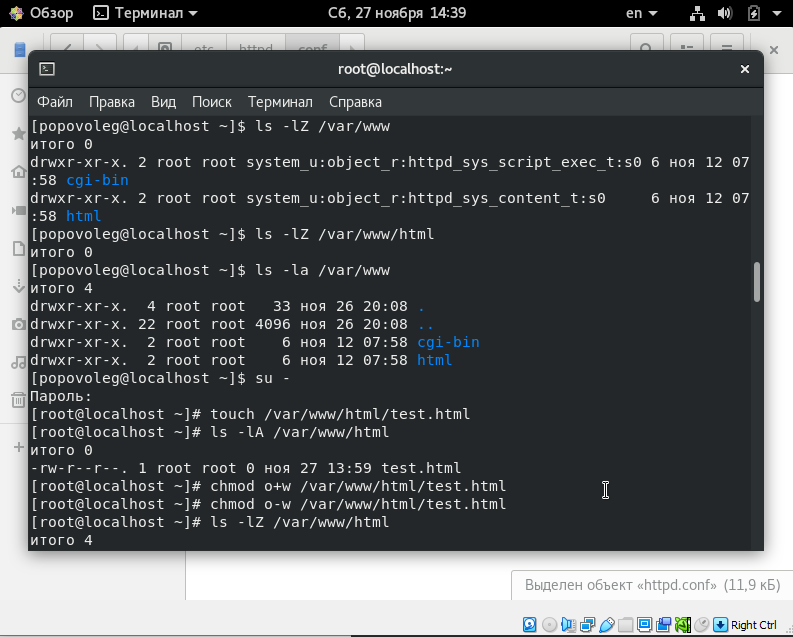 Обзор Терминал Сб, 27 ноября 14:39 en
etc httpd conf
root@localhost:~
Файл Правка Вид Поиск Терминал Справка
[popovoleg@localhost ~]$ ls -lZ /var/www
итого 0
drwxr-xr-x. 2 root root system_u:object_r:httpd_sys_script_exec_t:s0 6 ноя 12 07
:58 cgi-bin
drwxr-xr-x. 2 root root system_u:object_r:httpd_sys_content_t:s0     6 ноя 12 07
:58 html
[popovoleg@localhost ~]$ ls -lZ /var/www/html
итого 0
[popovoleg@localhost ~]$ ls -la /var/www
итого 4
drwxr-xr-x.  4 root root   33 ноя 26 20:08 .
drwxr-xr-x. 22 root root 4096 ноя 26 20:08 ..
drwxr-xr-x.  2 root root    6 ноя 12 07:58 cgi-bin
drwxr-xr-x.  2 root root    6 ноя 12 07:58 html
[popovoleg@localhost ~]$ su -
Пароль:
[root@localhost ~]# touch /var/www/html/test.html
[root@localhost ~]# ls -lA /var/www/html
итого 0
-rw-r--r--. 1 root root 0 ноя 27 13:59 test.html
[root@localhost ~]# chmod o+w /var/www/html/test.html
[root@localhost ~]# chmod o-w /var/www/html/test.html
[root@localhost ~]# ls -lZ /var/www/html
итого 4
Выделен объект «httpd.conf» (11,9 кБ)
Right Ctrl